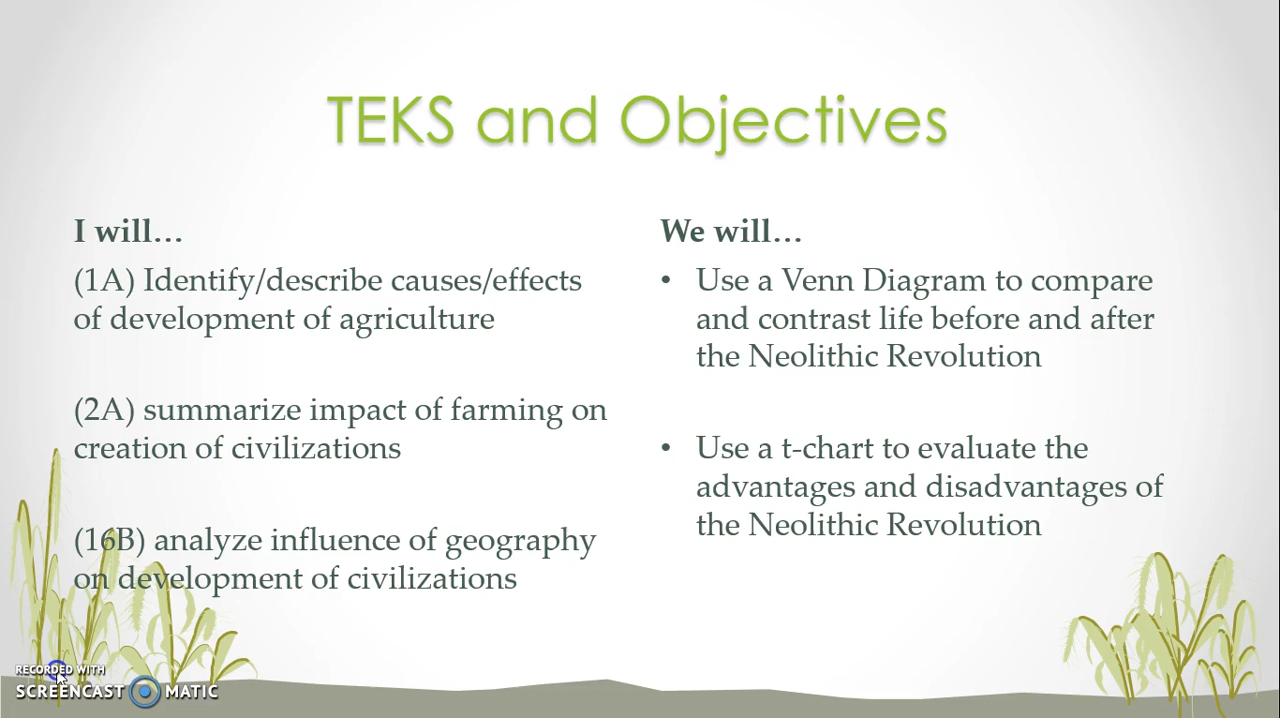 TEKS and Objectives
I will…
(1A) Identify/describe causes/effects
of development of agriculture
(2A) summarize impact of farming on
creation of civilizations
(16B) analyze influence of geography
on development of civilizations
We will…
• Use a Venn Diagram to compare
and contrast life before and after
the Neolithic Revolution
• Use a t-chart to evaluate the
advantages and disadvantages of
the Neolithic Revolution
RECORDED WITH
SCREENCAST MATIC